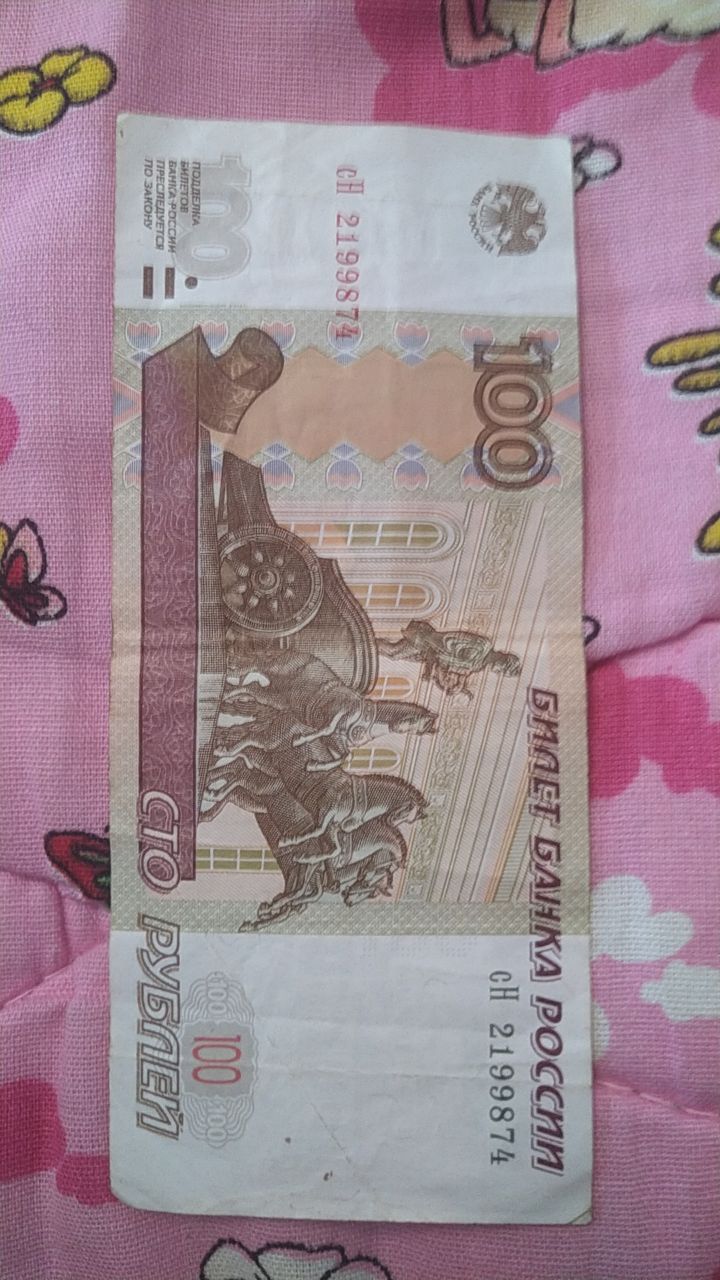 БИЛЕТ БАНКА РОССИИ
сН 2199874
100
БАНК РОССИИ
сН 2199874
100
ПОДДЕЛКА
БИЛЕТОВ
БАНКА РОССИИ
ПРЕСЛЕДУЕТСЯ
ПО ЗАКОНУ
100 100 100
СТО РУБЛЕЙ